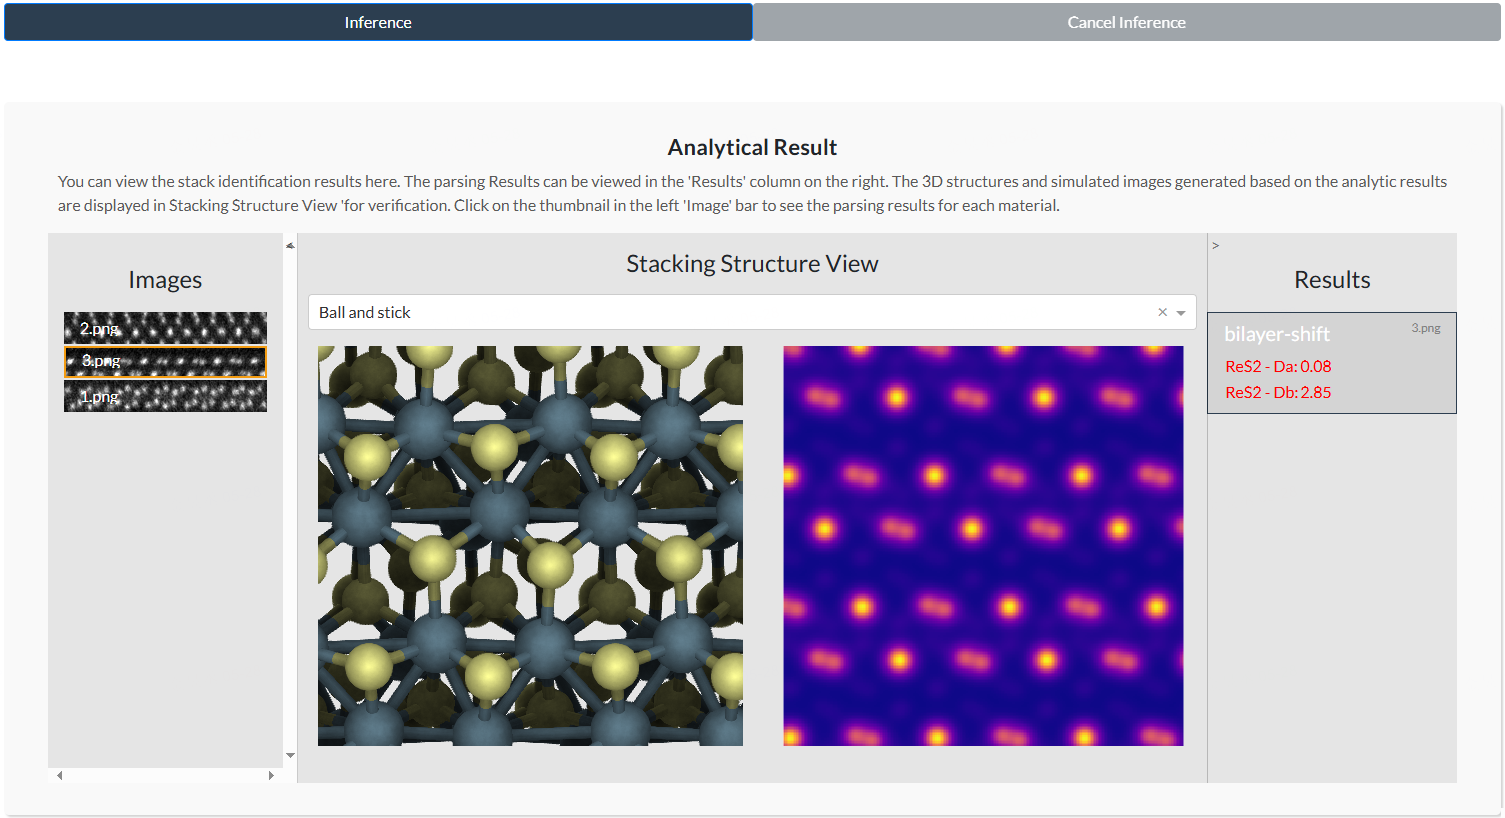 Inference
Cancel Inference
Analytical Result
You can view the stack identification results here. The parsing Results can be viewed in the 'Results' column on the right. The 3D structures and simulated images generated based on the analytic results
are displayed in Stacking Structure View 'for verification. Click on the thumbnail in the left 'Image' bar to see the parsing results for each material.
Images
2.png
3.png
1.png
Stacking Structure View
Ball and stick
>
Results
bilayer-shift
3.png
ReS2 - Da: 0.08
ReS2 - Db: 2.85